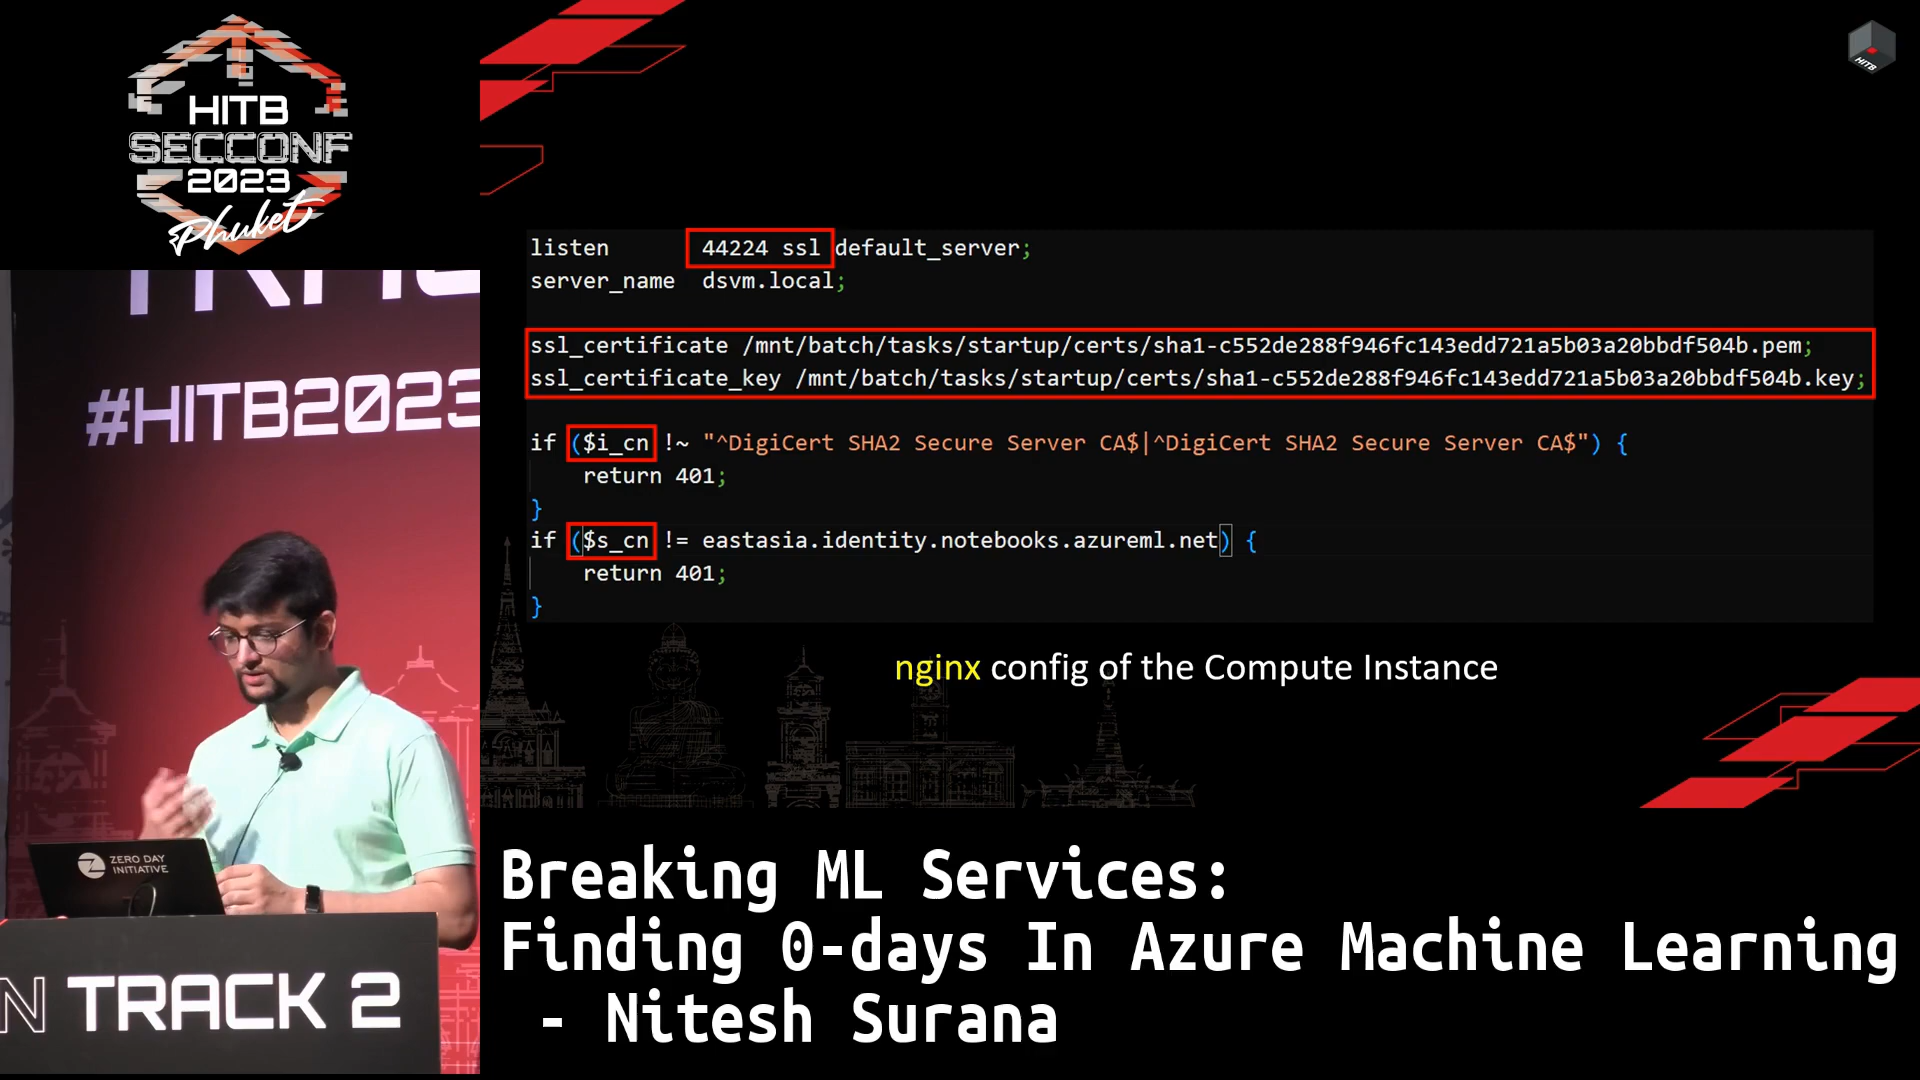 HITB
SECCONF
2023
Phuket
HITB
#HITB2023
ZERO DAY
INITIATIVE
N TRACK 2
listen 44224 ssl default_server;
server_name dsvm.local;
ssl_certificate /mnt/batch/tasks/startup/certs/sha1-c552de288f946fc143edd721a5b03a20bbdf504b.pem;
ssl_certificate_key /mnt/batch/tasks/startup/certs/sha1-c552de288f946fc143edd721a5b03a20bbdf504b.key;
if ($i_cn !~ "^DigiCert SHA2 Secure Server CA$|^DigiCert SHA2 Secure Server CA$") {
return 401;
}
if ($s_cn != eastasia.identity.notebooks.azureml.net) {
return 401;
}
nginx config of the Compute Instance
Breaking ML Services:
Finding 0-days In Azure Machine Learning
- Nitesh Surana